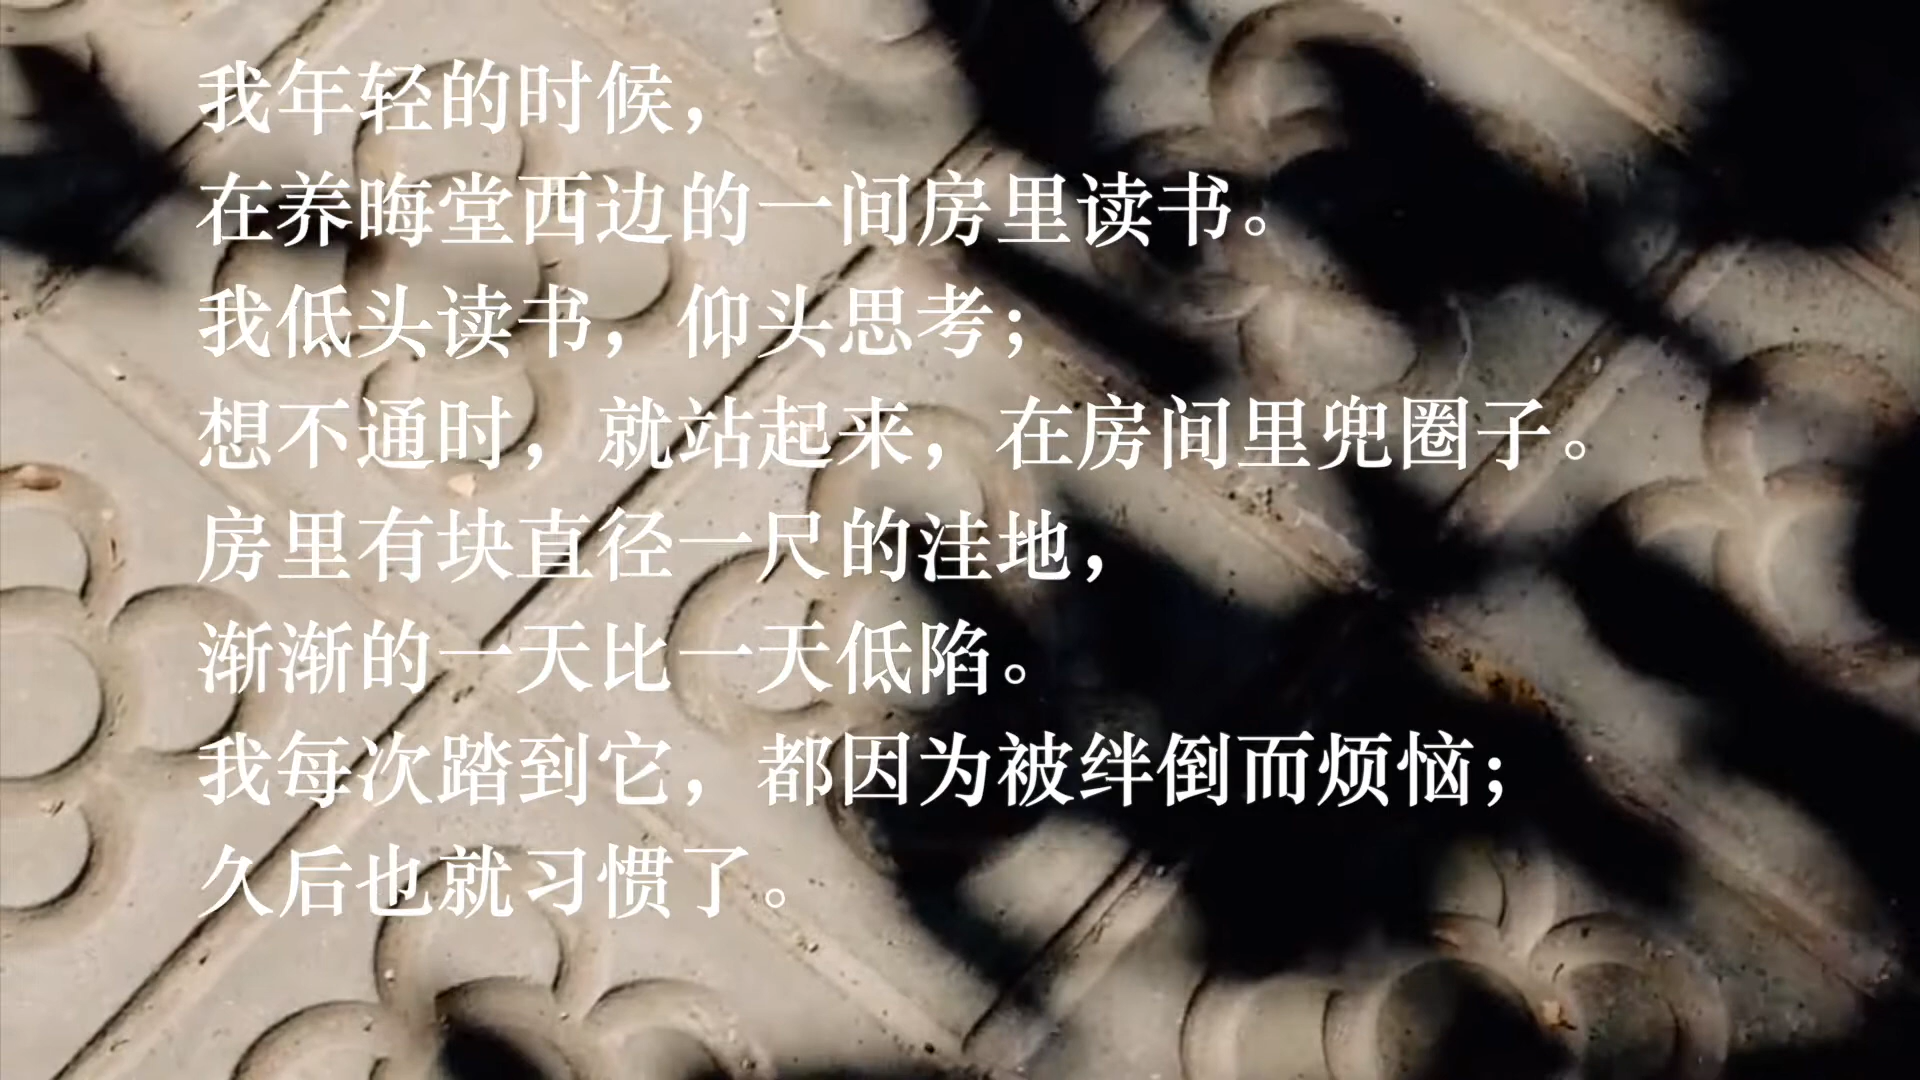 我年轻的时候，
在养晦堂西边的一间房里读书。
我低头读书，仰头思考；
想不通时，就站起来，在房间里兜圈子。
房里有块直径一尺的洼地，
渐渐的一天比一天低陷。
我每次踏到它，都因为被绊倒而烦恼；
久后也就习惯了。